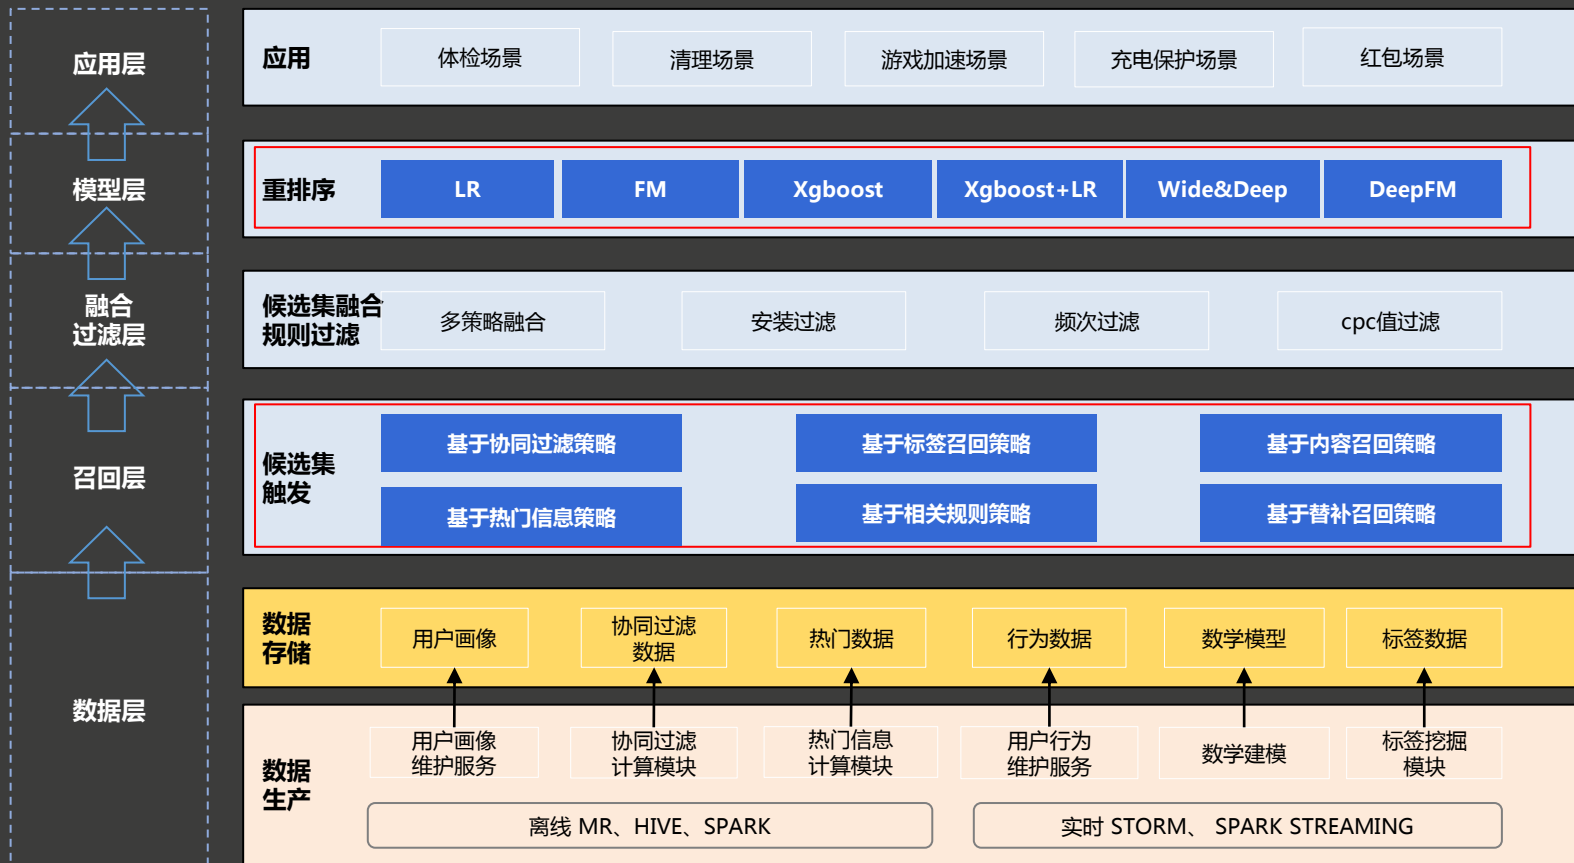 应用层
应用
体检场景
清理场景
游戏加速场景
充电保护场景
红包场景
模型层
重排序
LR
FM
Xgboost
Xgboost+LR
Wide&Deep
DeepFM
融合
过滤层
候选集融合
规则过滤
多策略融合
安装过滤
频次过滤
cpc值过滤
召回层
候选集
触发
基于协同过滤策略
基于标签召回策略
基于内容召回策略
基于热门信息策略
基于相关规则策略
基于替补召回策略
数据层
数据
存储
用户画像
协同过滤
数据
热门数据
行为数据
数学模型
标签数据
数据
生产
用户画像
维护服务
协同过滤
计算模块
热门信息
计算模块
用户行为
维护服务
数学建模
标签挖掘
模块
离线 MR、HIVE、SPARK
实时 STORM、 SPARK STREAMING